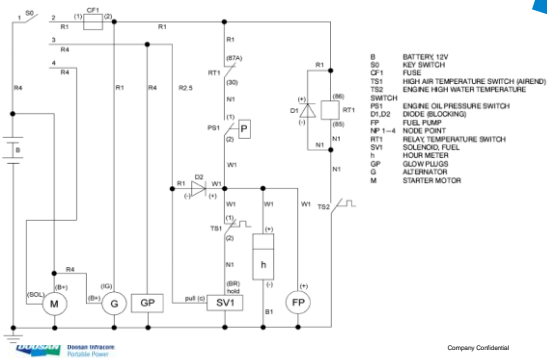 1 S0 2 (1) CF1 (2)
R1 R1
3
R4
4
R4
R4 R1 R4 R2.5
R1
(87A)
RT1
(30)
N1
(1)
PS1 P
(2)
W1
R1
(86)
(+)
D1 RT1
(-)
(85)
N1 N1
N1
B
D2
R1 W1
(-) (+)
W1 W1 W1
(1)
TS1
(2)
(+)
h
(-)
N1
B1
TS2
R4
(SOL) (B+) (IG)
(B+)
M G GP
pull (c)
(BR)
hold
SV1
(+)
FP
B BATTERY, 12V
S0 KEY SWITCH
CF1 FUSE
TS1 HIGH AIR TEMPERATURE SWITCH (AIREND)
TS2 ENGINE HIGH WATER TEMPERATURE
SWITCH
PS1 ENGINE OIL PRESSURE SWITCH
D1,D2 DIODE (BLOCKING)
FP FUEL PUMP
NP 1–4 NODE POINT
RT1 RELAY, TEMPERATURE SWITCH
SV1 SOLENOID, FUEL
h HOUR METER
GP GLOW PLUGS
G ALTERNATOR
M STARTER MOTOR
DOOSAN Doosan Infracore
Portable Power
Company Confidential